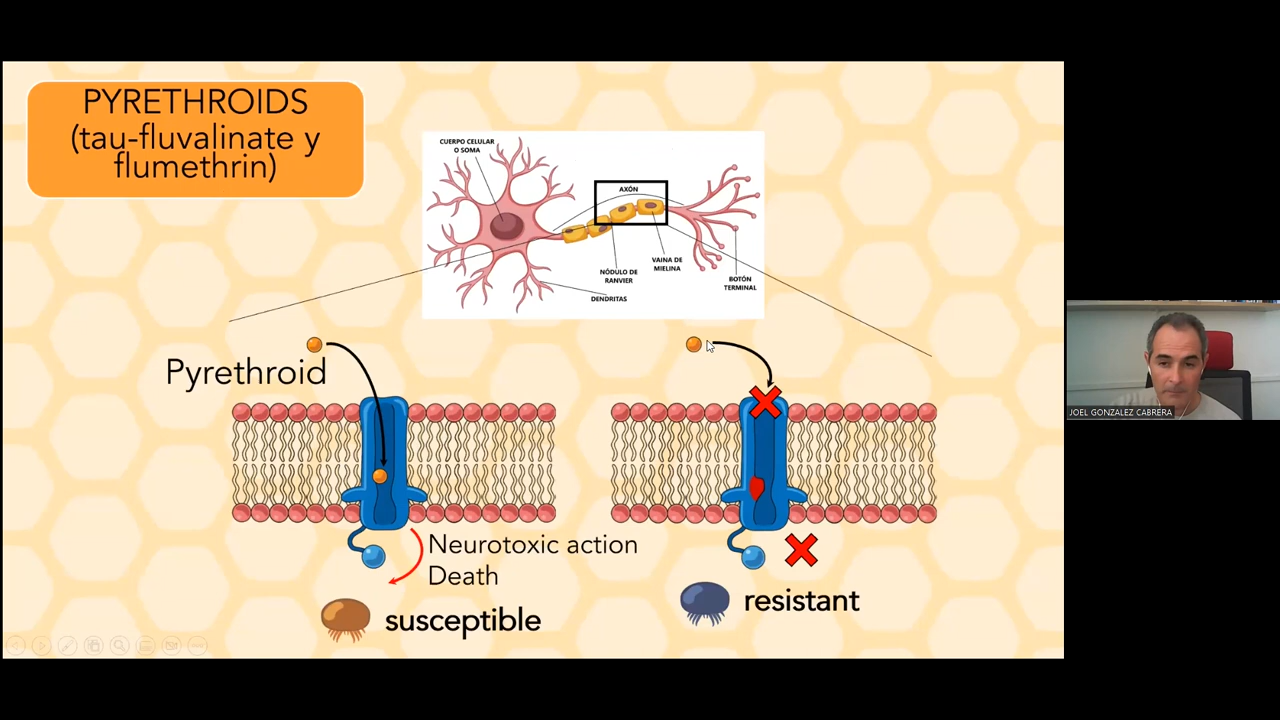 PYRETHROIDS
(tau-fluvalinate y
flumethrin)
CUERPO CELULAR
O SOMA
AXÓN
NÓDULO DE
RANVIER
VAINA DE
MIELINA
BOTÓN
TERMINAL
DENDRITAS
Pyrethroid
Neurotoxic action
Death
susceptible
resistant
JOEL GONZALEZ CABRERA